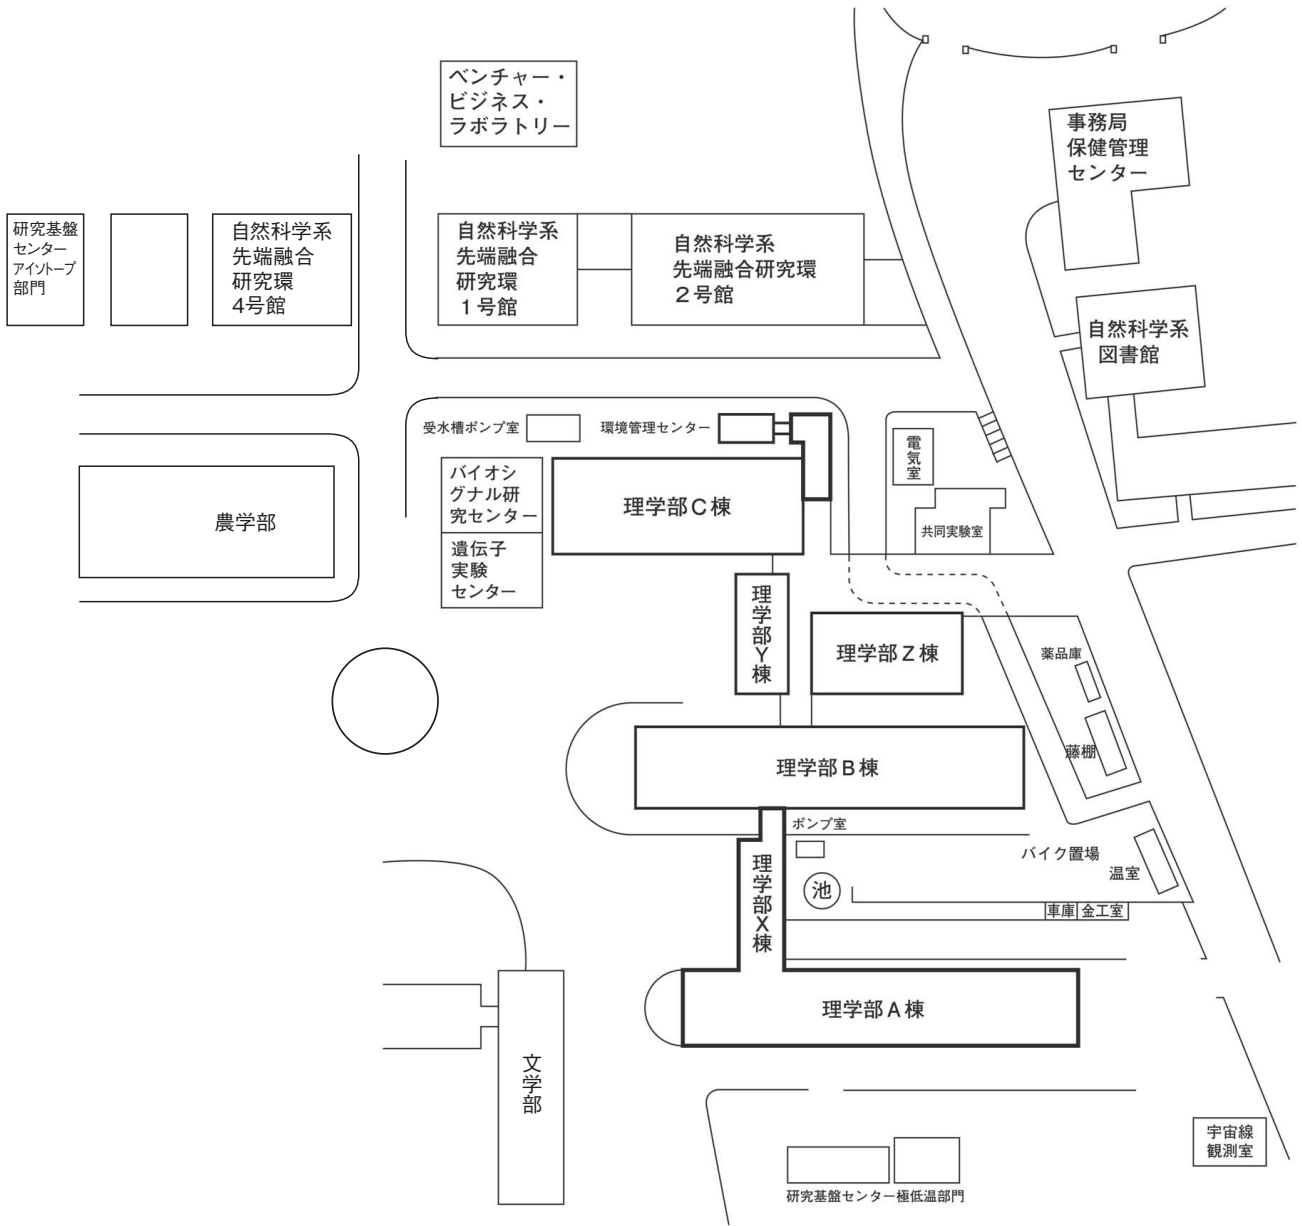 ベンチャー・
ビジネス・
ラボラトリー
事務局
保健管理
センター
研究基盤
センター
アイソトープ
部門
自然科学系
先端融合
研究環
4号館
自然科学系
先端融合
研究環
1号館
自然科学系
先端融合研究環
2号館
自然科学系
図書館
受水槽ポンプ室
環境管理センター
電気室
バイオシ
グナル研
究センター
理学部C棟
農学部
共同実験室
遺伝子
実験
センター
理学部Y棟
理学部Z棟
薬品庫
藤棚
理学部B棟
ポンプ室
バイク置場
温室
理学部X棟
池
車庫
金工室
理学部A棟
文学部
宇宙線
観測室
研究基盤センター極低温部門